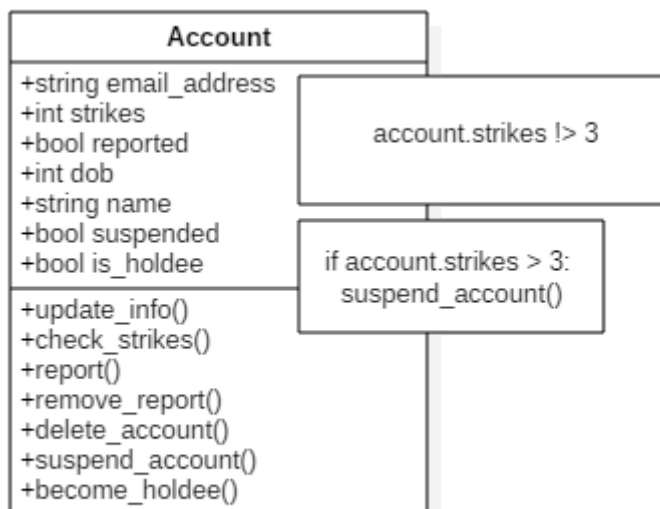 Account
+string email_address
+int strikes
+bool reported
+int dob
+string name
+bool suspended
+bool is_holdee
account.strikes !> 3
if account.strikes > 3:
suspend_account()
+update_info()
+check_strikes()
+report()
+remove_report()
+delete_account()
+suspend_account()
+become_holdee()